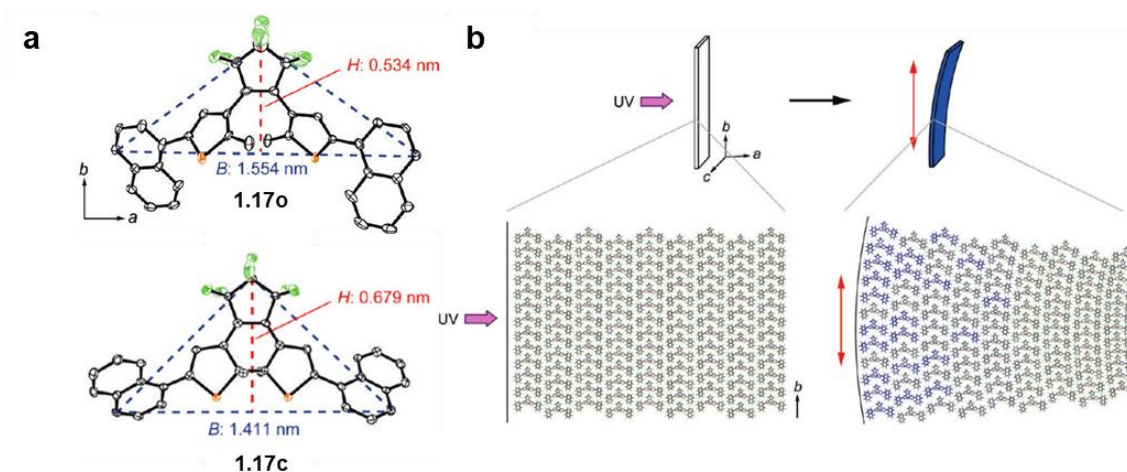 a
H: 0.534 nm
B: 1.554 nm
b
a
1.17o
H: 0.679 nm
B: 1.411 nm
1.17c
b
UV
b
a
c
UV
b